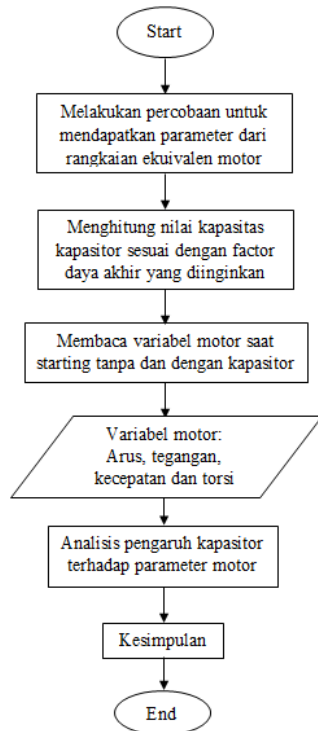 Start
Melakukan percobaan untuk
mendapatkan parameter dari
rangkaian ekuivalen motor
Menghitung nilai kapasitas
kapasitor sesuai dengan factor
daya akhir yang diinginkan
Membaca variabel motor saat
starting tanpa dan dengan kapasitor
Variabel motor:
Arus, tegangan,
kecepatan dan torsi
Analisis pengaruh kapasitor
terhadap parameter motor
Kesimpulan
End